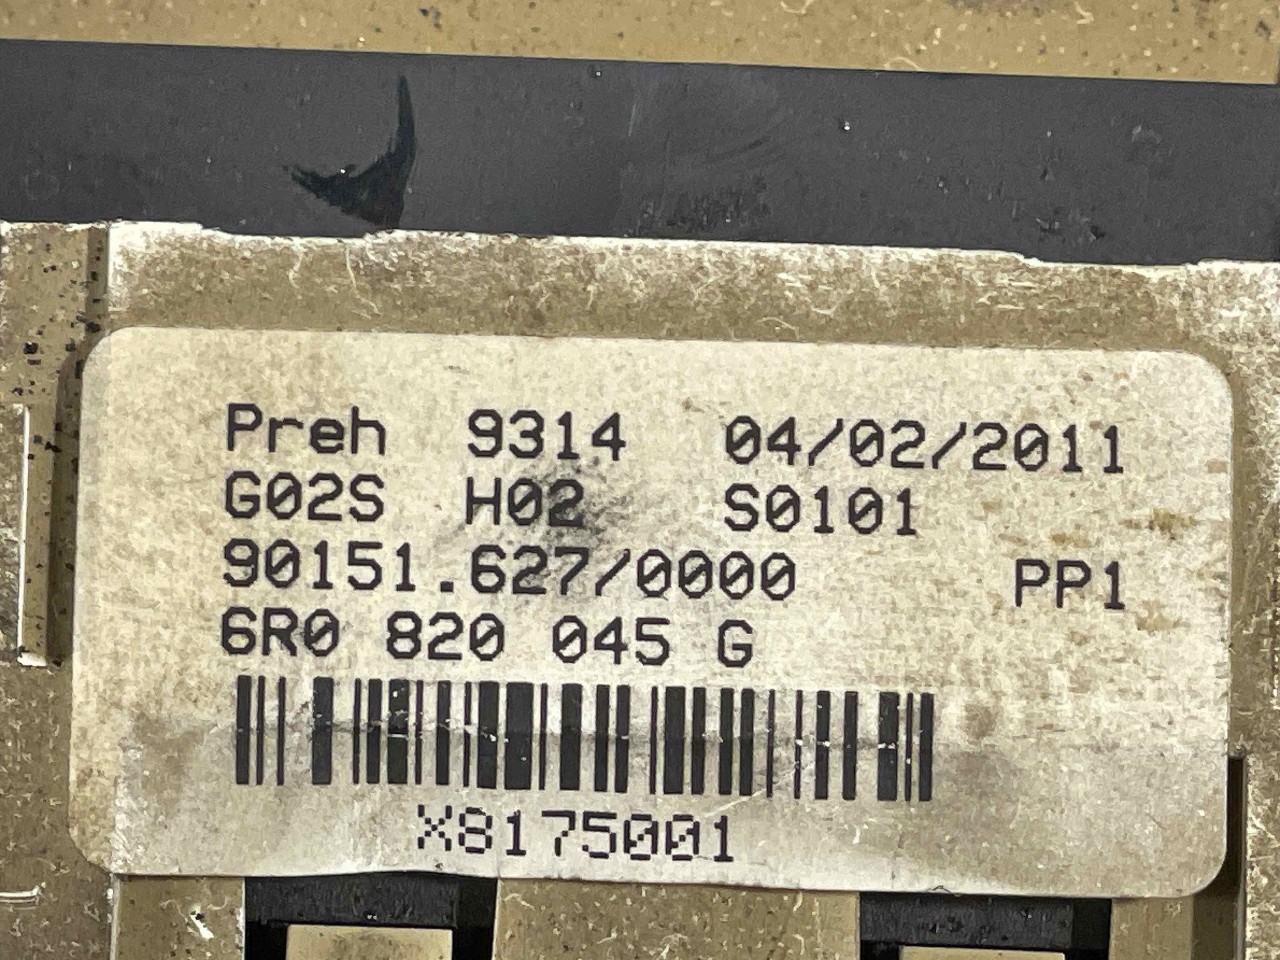 Preh 9314 04/02/2011
G02S H02 S0101
90151.627/0000 PP1
6R0 820 045 G
X8175001